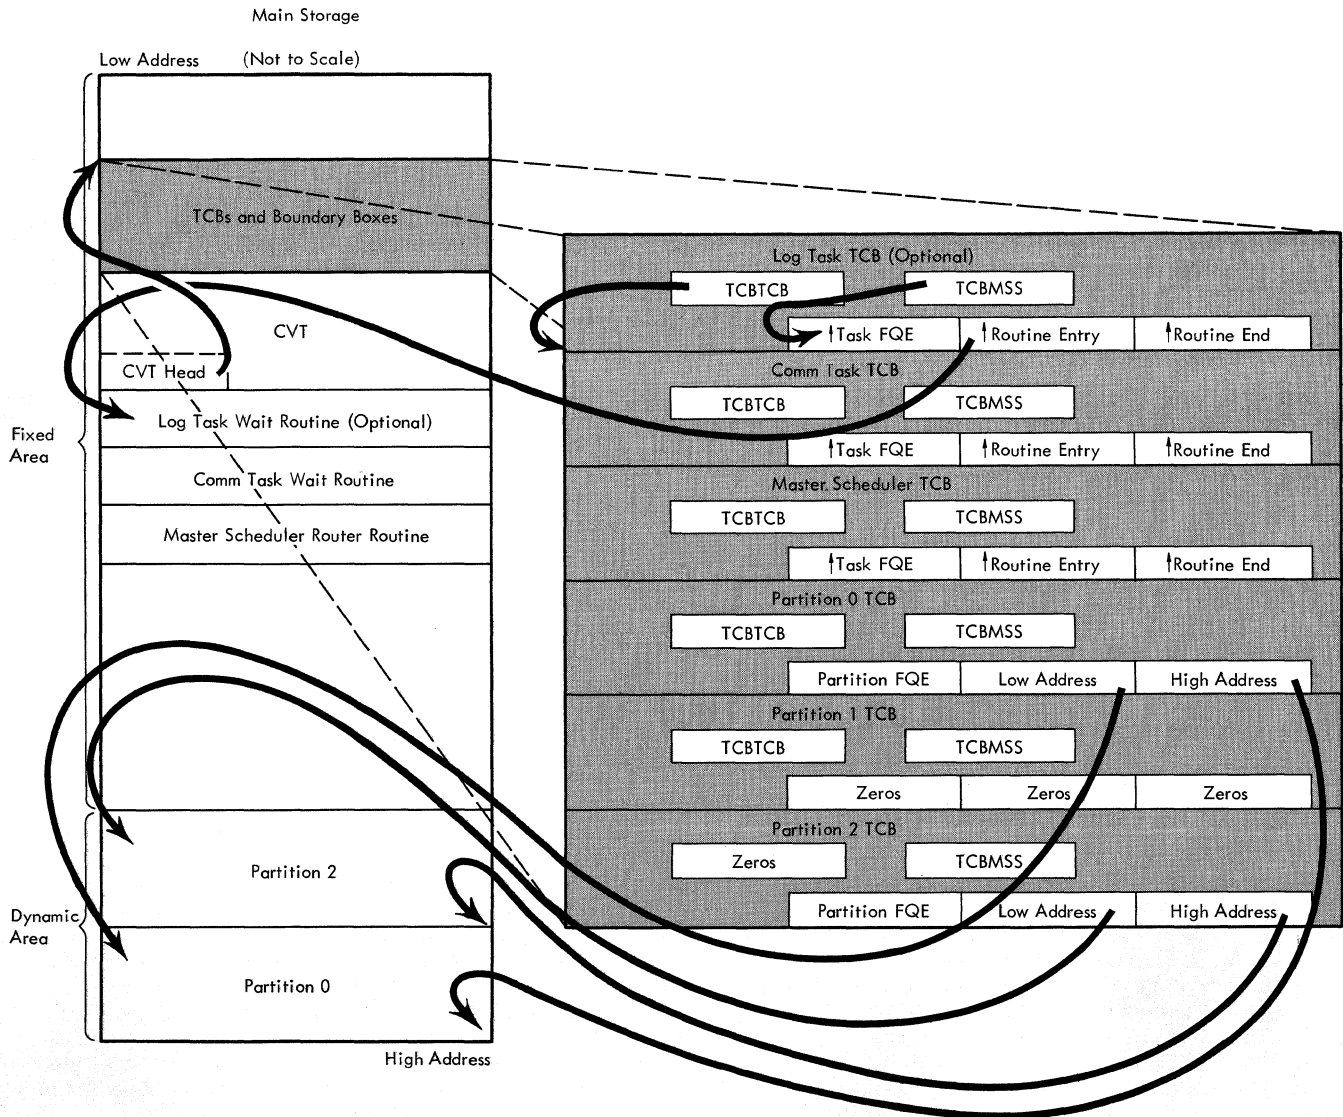 Main Storage
Low Address (Not to Scale)
TCBs and Boundary Boxes
CVT
CVT Head
Log Task Wait Routine (Optional)
Comm Task Wait Routine
Master Scheduler Router Routine
Fixed
Area
Partition 2
Dynamic
Area
Partition 0
High Address
Log Task TCB (Optional)
TCBTCB TCBMSS
↑Task FQE ↑Routine Entry ↑Routine End
Comm Task TCB
TCBTCB TCBMSS
↑Task FQE ↑Routine Entry ↑Routine End
Master Scheduler TCB
TCBTCB TCBMSS
↑Task FQE ↑Routine Entry ↑Routine End
Partition 0 TCB
TCBTCB TCBMSS
Partition FQE Low Address High Address
Partition 1 TCB
TCBTCB TCBMSS
Zeros Zeros Zeros
Partition 2 TCB
Zeros TCBMSS
Partition FQE Low Address High Address